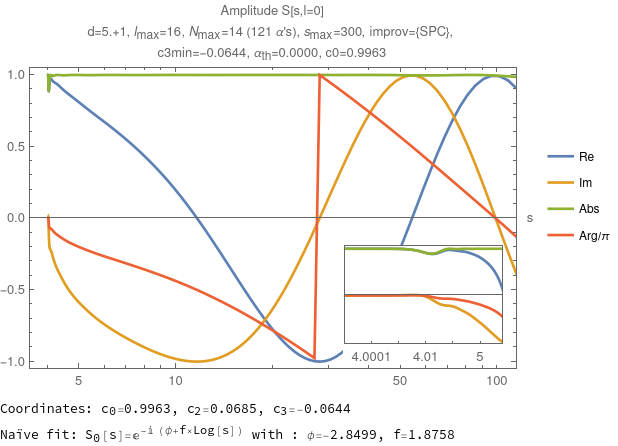 Amplitude S[s,l=0]
d=5.+1, lmax=16, Nmax=14 (121 α's), smax=300, improv={SPC},
c3min=-0.0644, αth=0.0000, c0=0.9963
1.0
0.5
0.0
-0.5
-1.0
s
Re
Im
Abs
Arg/π
4.0001 4.01 5
5 10 50 100
Coordinates: c0=0.9963, c2=0.0685, c3=-0.0644
Naïve fit: S0[s]=e^-i (ϕ+f×Log[s]) with : ϕ=-2.8499, f=1.8758